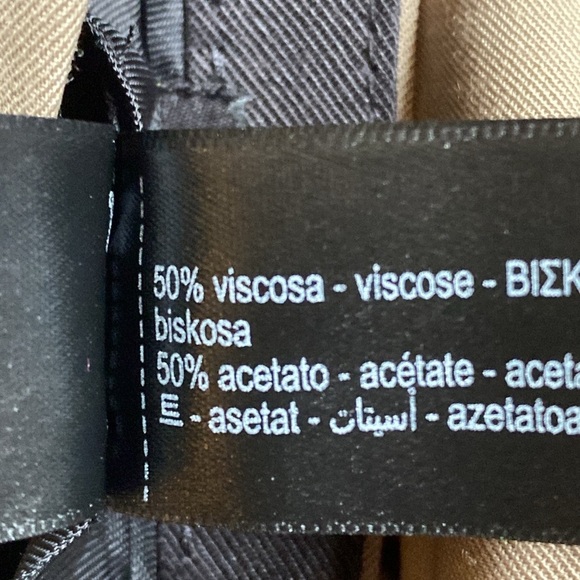 50% viscosa - viscose - ΒΙΣΚ
biskosa
50% acetato - acétate - aceta
- asetat - أسيتات - azetatoa